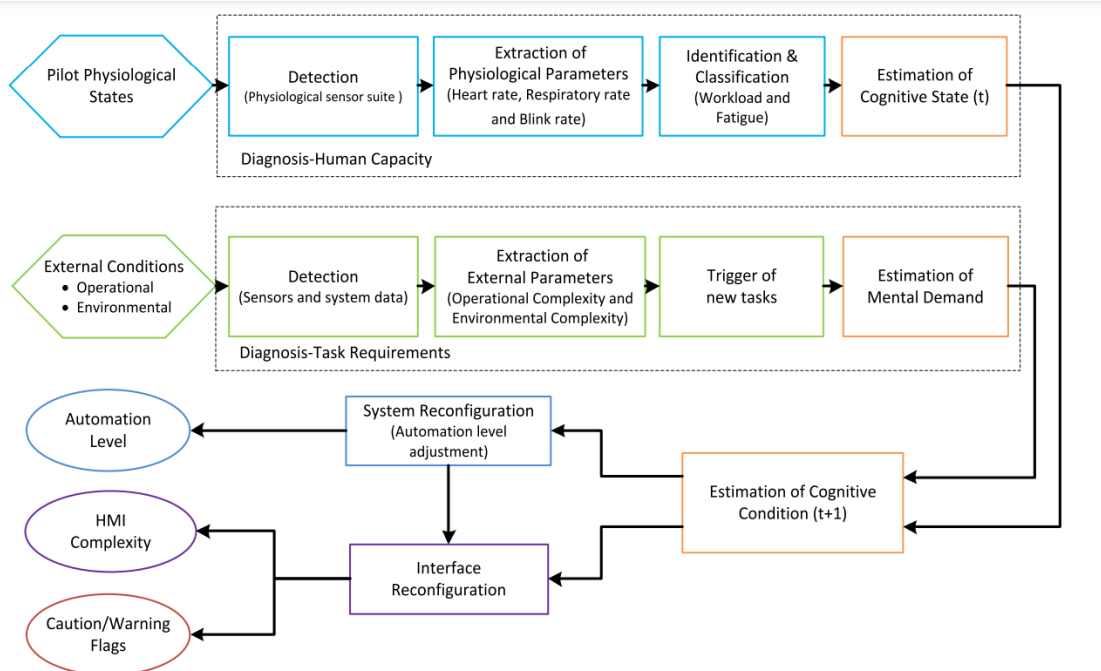 Pilot Physiological
States
Detection
(Physiological sensor suite )
Extraction of
Physiological Parameters
(Heart rate, Respiratory rate
and Blink rate)
Identification &
Classification
(Workload and
Fatigue)
Estimation of
Cognitive State (t)
Diagnosis-Human Capacity
External Conditions
• Operational
• Environmental
Detection
(Sensors and system data)
Extraction of
External Parameters
(Operational Complexity and
Environmental Complexity)
Trigger of
new tasks
Estimation of
Mental Demand
Diagnosis-Task Requirements
Automation
Level
System Reconfiguration
(Automation level
adjustment)
Estimation of Cognitive
Condition (t+1)
HMI
Complexity
Interface
Reconfiguration
Caution/Warning
Flags